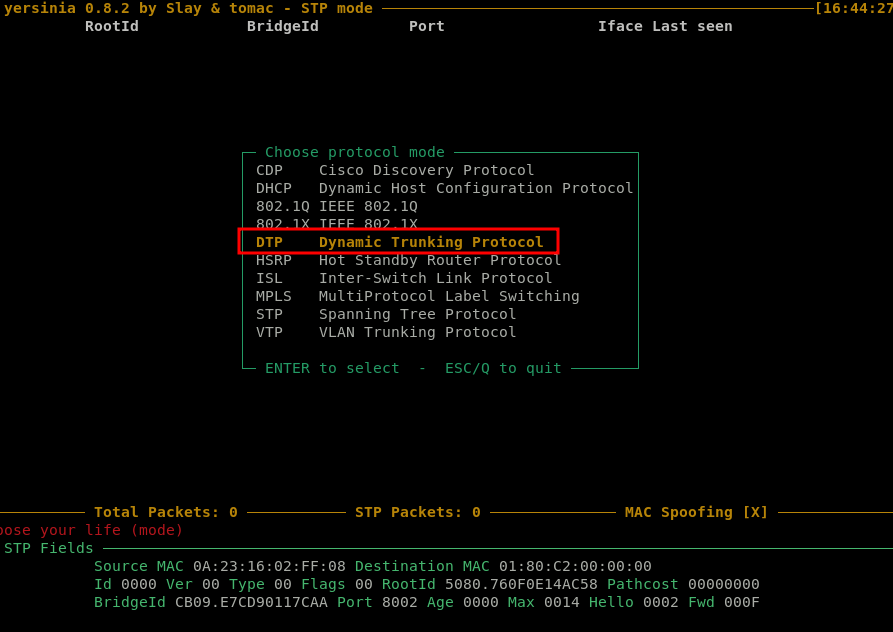 yersinia 0.8.2 by Slay & tomac - STP mode [16:44:27
RootId BridgeId Port Iface Last seen
Choose protocol mode
CDP Cisco Discovery Protocol
DHCP Dynamic Host Configuration Protocol
802.1Q IEEE 802.1Q
802.1X IEEE 802.1X
DTP Dynamic Trunking Protocol
HSRP Hot Standby Router Protocol
ISL Inter-Switch Link Protocol
MPLS MultiProtocol Label Switching
STP Spanning Tree Protocol
VTP VLAN Trunking Protocol
ENTER to select - ESC/Q to quit
Total Packets: 0 STP Packets: 0 MAC Spoofing [X]
oose your life (mode)
STP Fields
Source MAC 0A:23:16:02:FF:08 Destination MAC 01:80:C2:00:00:00
Id 0000 Ver 00 Type 00 Flags 00 RootId 5080.760F0E14AC58 Pathcost 00000000
BridgeId CB09.E7CD90117CAA Port 8002 Age 0000 Max 0014 Hello 0002 Fwd 000F